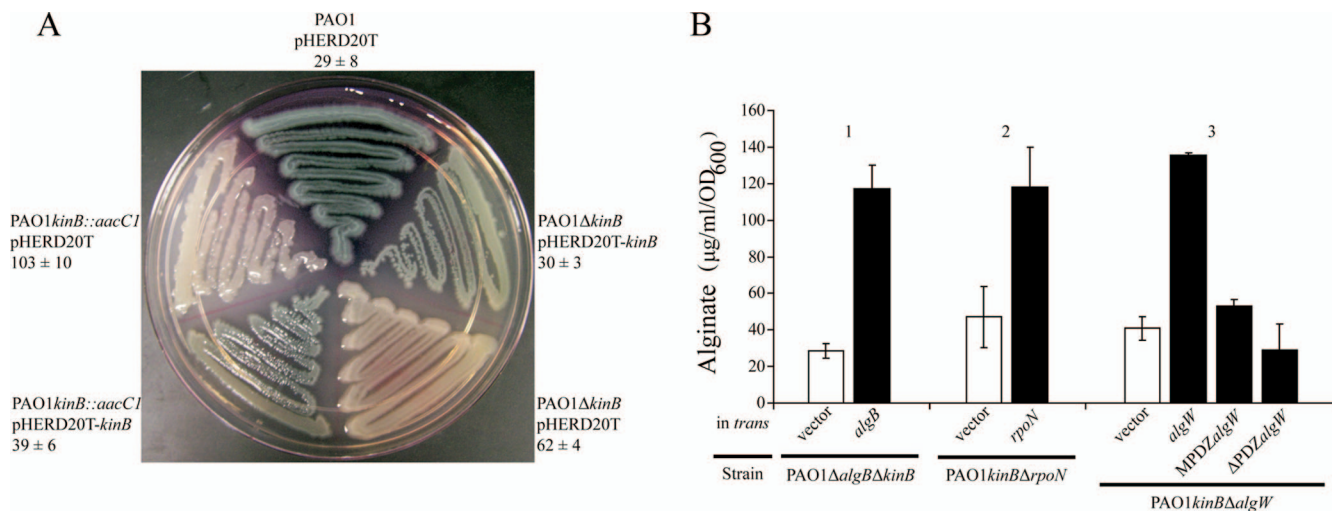 A
PAO1
pHERD20T
29 ± 8
PAO1kinB::aacC1
pHERD20T
103 ± 10
PAO1ΔkinB
pHERD20T-kinB
30 ± 3
PAO1kinB::aacC1
pHERD20T-kinB
39 ± 6
PAO1ΔkinB
pHERD20T
62 ± 4
B
Alginate (µg/ml/OD600)
160
140
120
100
80
60
40
20
0
1
2
3
in trans
vector
algB
vector
rpoN
vector
algW
MPDZalgW
ΔPDZalgW
Strain
PAO1ΔalgBΔkinB
PAO1kinBΔrpoN
PAO1kinBΔalgW